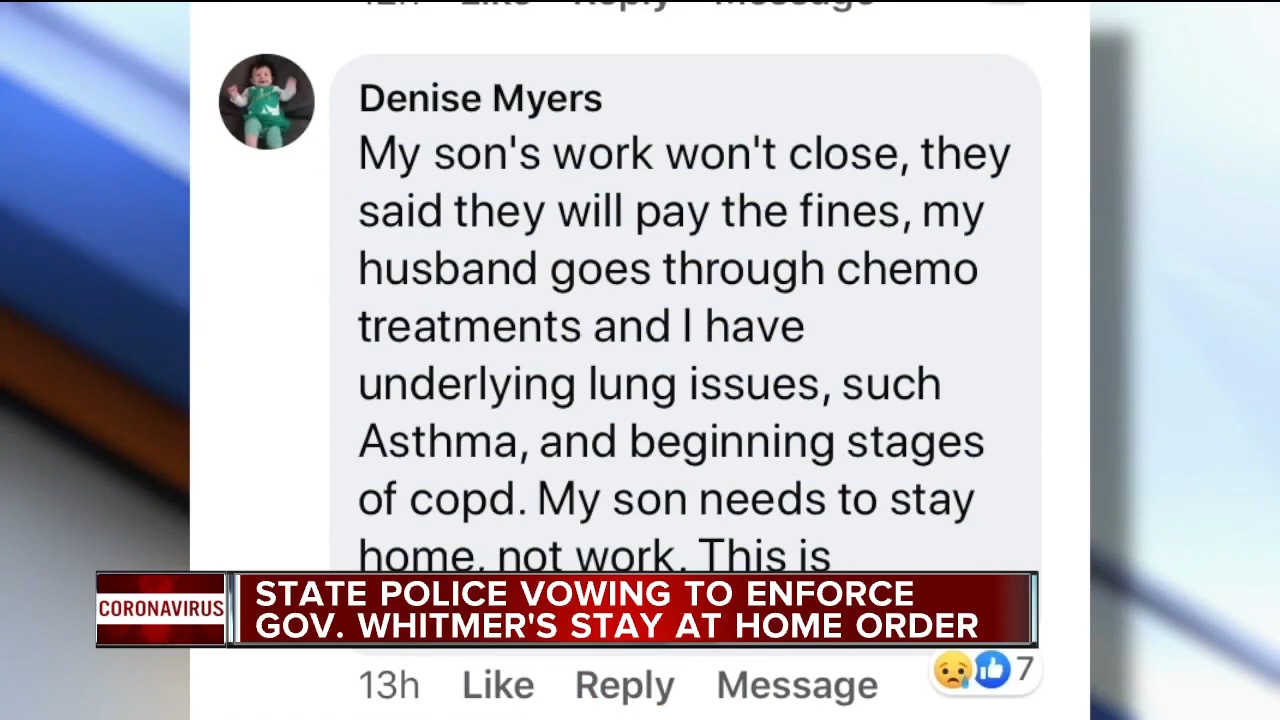 Denise Myers
My son's work won't close, they
said they will pay the fines, my
husband goes through chemo
treatments and I have
underlying lung issues, such
Asthma, and beginning stages
of copd. My son needs to stay
home, not work. This is
CORONAVIRUS
STATE POLICE VOWING TO ENFORCE
GOV. WHITMER'S STAY AT HOME ORDER
13h Like Reply Message 7